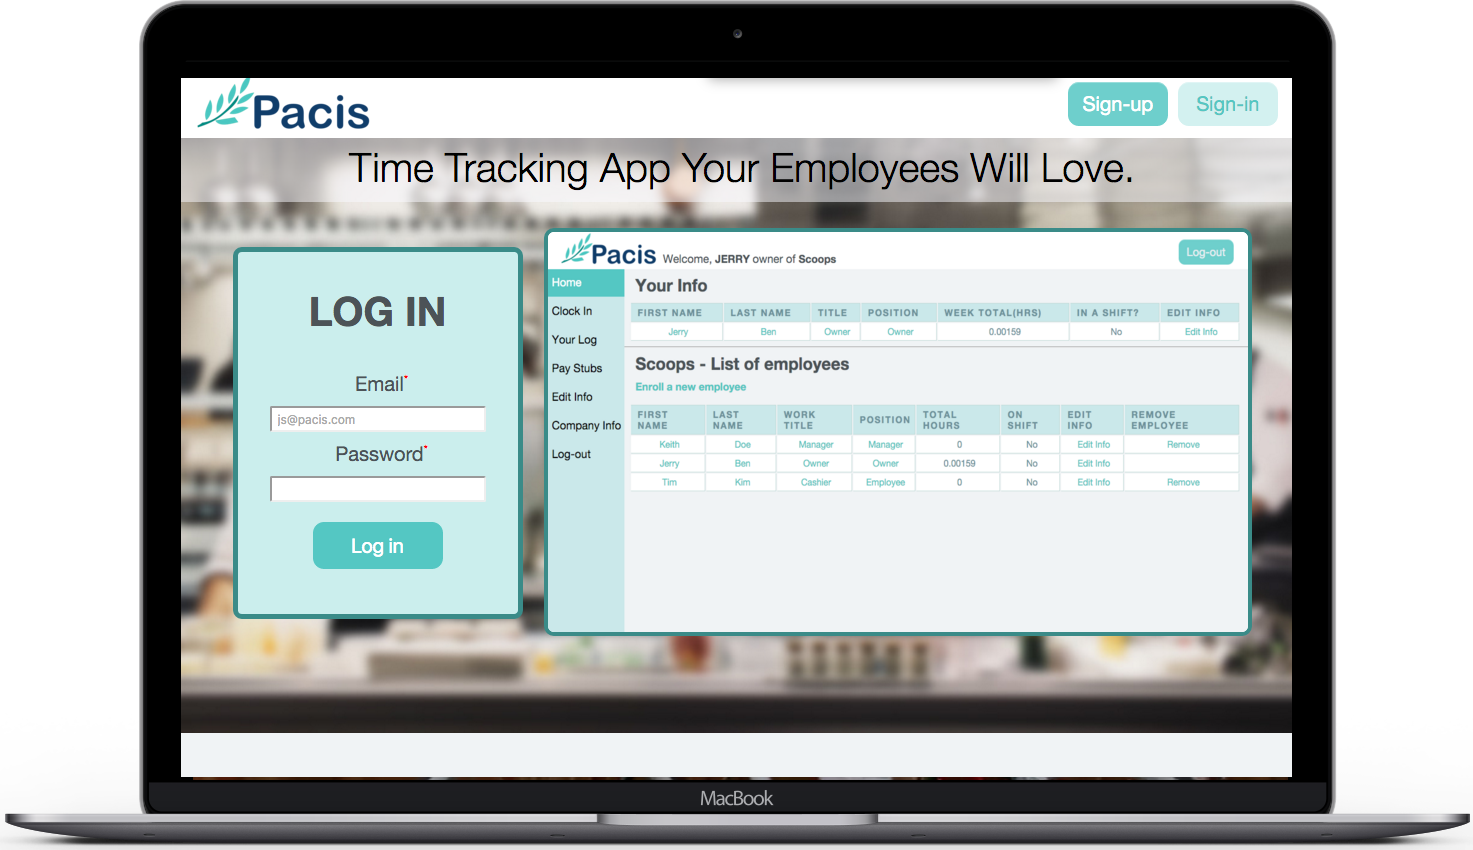 Pacis
Sign-up
Sign-in
Time Tracking App Your Employees Will Love.
LOG IN
Email*
js@pacis.com
Password*
Log in
Pacis Welcome, JERRY owner of Scoops
Log-out
Home
Clock In
Your Log
Pay Stubs
Edit Info
Company Info
Log-out
Your Info
FIRST NAME LAST NAME TITLE POSITION WEEK TOTAL(HRS) IN A SHIFT? EDIT INFO
Jerry Ben Owner Owner 0.00159 No Edit Info
Scoops - List of employees
Enroll a new employee
FIRST NAME LAST NAME WORK TITLE POSITION TOTAL HOURS ON SHIFT EDIT INFO REMOVE EMPLOYEE
Keith Doe Manager Manager 0 No Edit Info Remove
Jerry Ben Owner Owner 0.00159 No Edit Info
Tim Kim Cashier Employee 0 No Edit Info Remove
MacBook